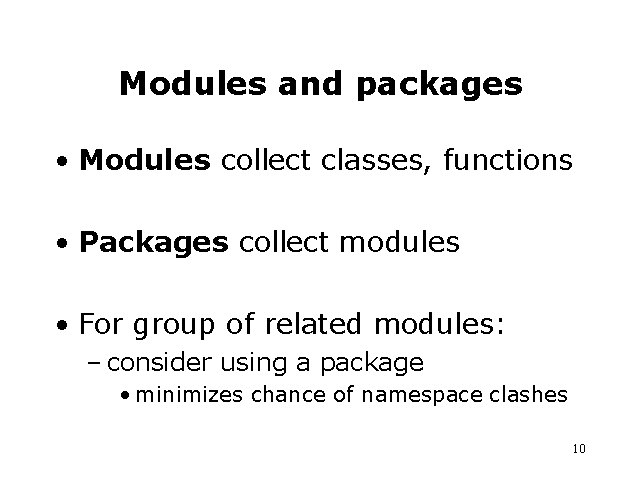 Modules and packages
• Modules collect classes, functions
• Packages collect modules
• For group of related modules:
– consider using a package
• minimizes chance of namespace clashes
10